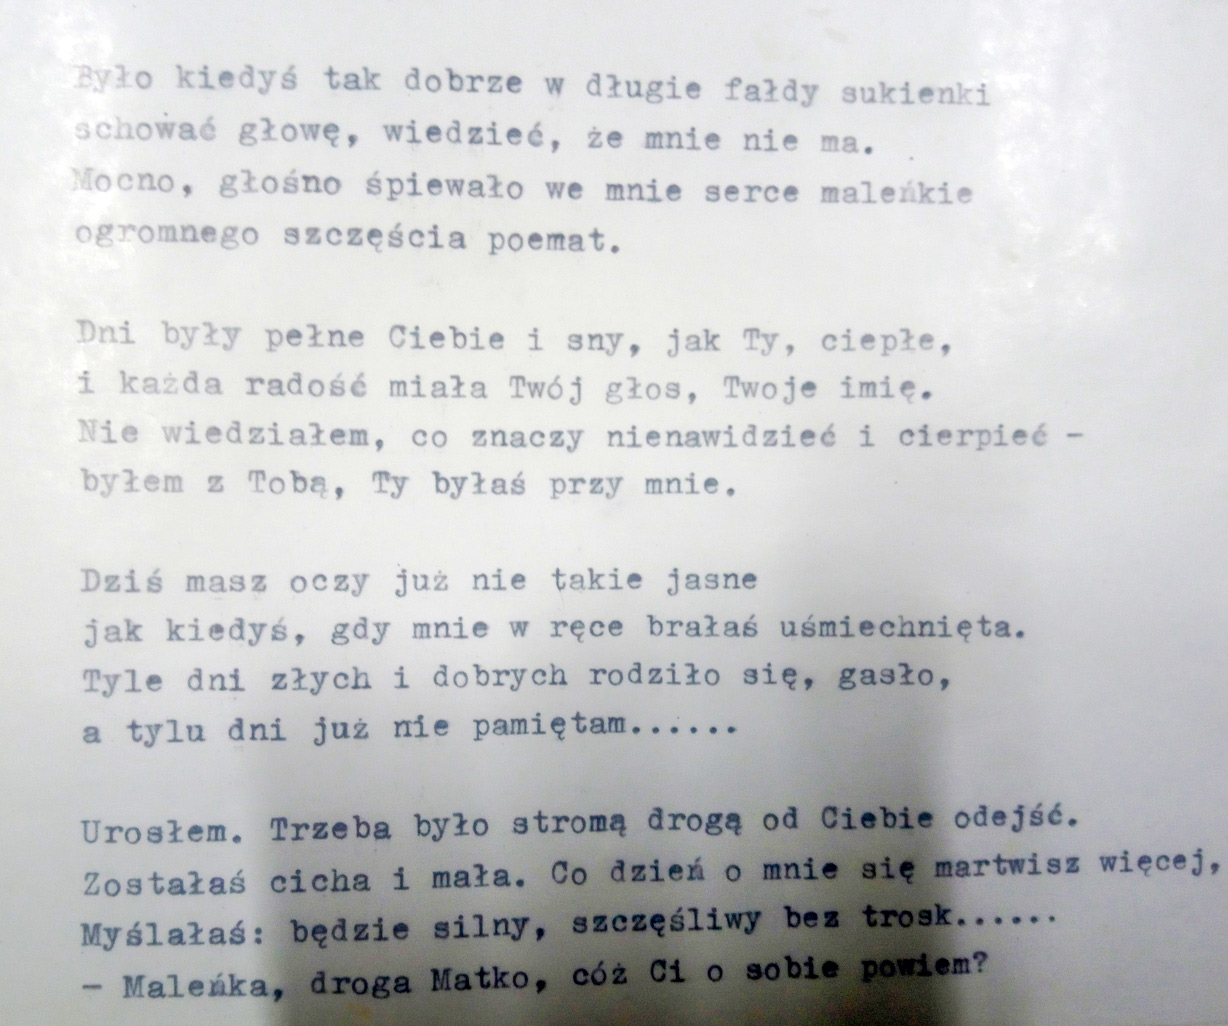 Było kiedyś tak dobrze w długie fałdy sukienki
schować głowę, wiedzieć, że mnie nie ma.
Mocno, głośno śpiewało we mnie serce maleńkie
ogromnego szczęścia poemat.

Dni były pełne Ciebie i sny, jak Ty, ciepłe,
i każda radość miała Twój głos, Twoje imię.
Nie wiedziałem, co znaczy nienawidzieć i cierpieć -
byłem z Tobą, Ty byłaś przy mnie.

Dziś masz oczy już nie takie jasne
jak kiedyś, gdy mnie w ręce brałaś uśmiechnięta.
Tyle dni złych i dobrych rodziło się, gasło,
a tylu dni już nie pamiętam......

Urosłem. Trzeba było stromą drogą od Ciebie odejść.
Zostałaś cicha i mała. Co dzień o mnie się martwisz więcej,
Myślałaś: będzie silny, szczęśliwy bez trosk......
- Maleńka, droga Matko, cóż Ci o sobie powiem?